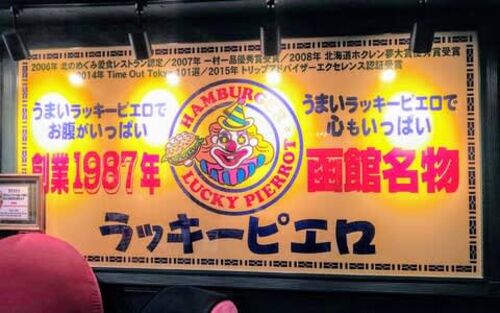 2006年 北のめぐみ愛食レストラン認定/2007年 一村一品優秀賞受賞/2008年 北海道ホクレン夢大賞優秀賞受賞
2014年 Time Out Tokyo 101選/2015年 トリップアドバイザーエクセレンス認証受賞
うまいラッキーピエロで
お腹がいっぱい
創業1987年
HAMBURGER
LUCKY PIERROT
うまいラッキーピエロで
心もいっぱい
函館名物
ラッキーピエロ